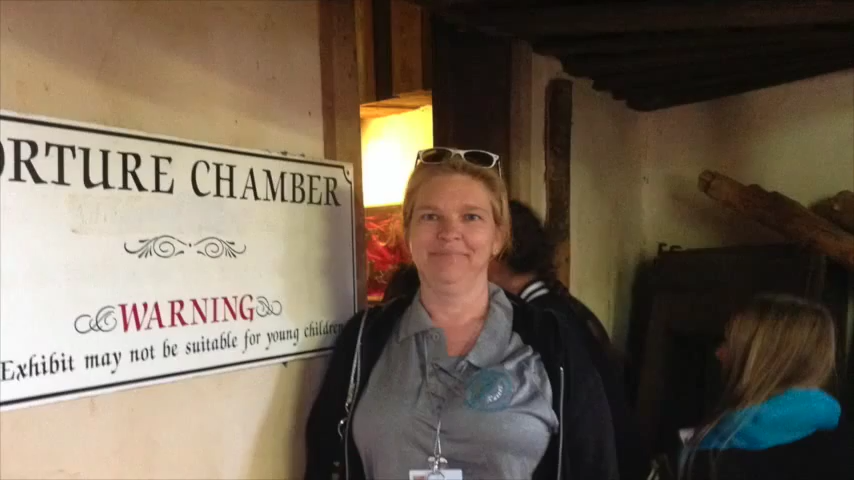 ORTURE CHAMBER
WARNING
Exhibit may not be suitable for young children